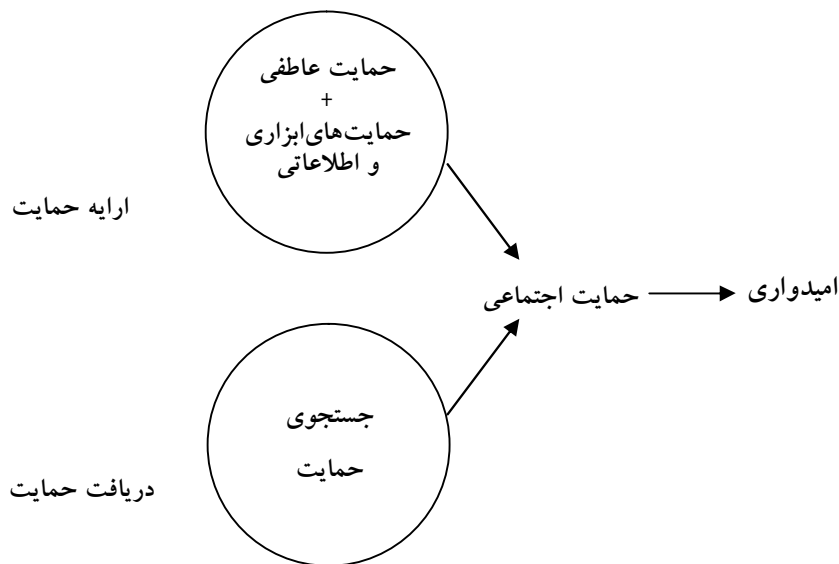 حمایت عاطفی
+
حمایت‌های‌ابزاری
و اطلاعاتی
ارایه حمایت
حمایت اجتماعی
امیدواری
جستجوی
حمایت
دریافت حمایت